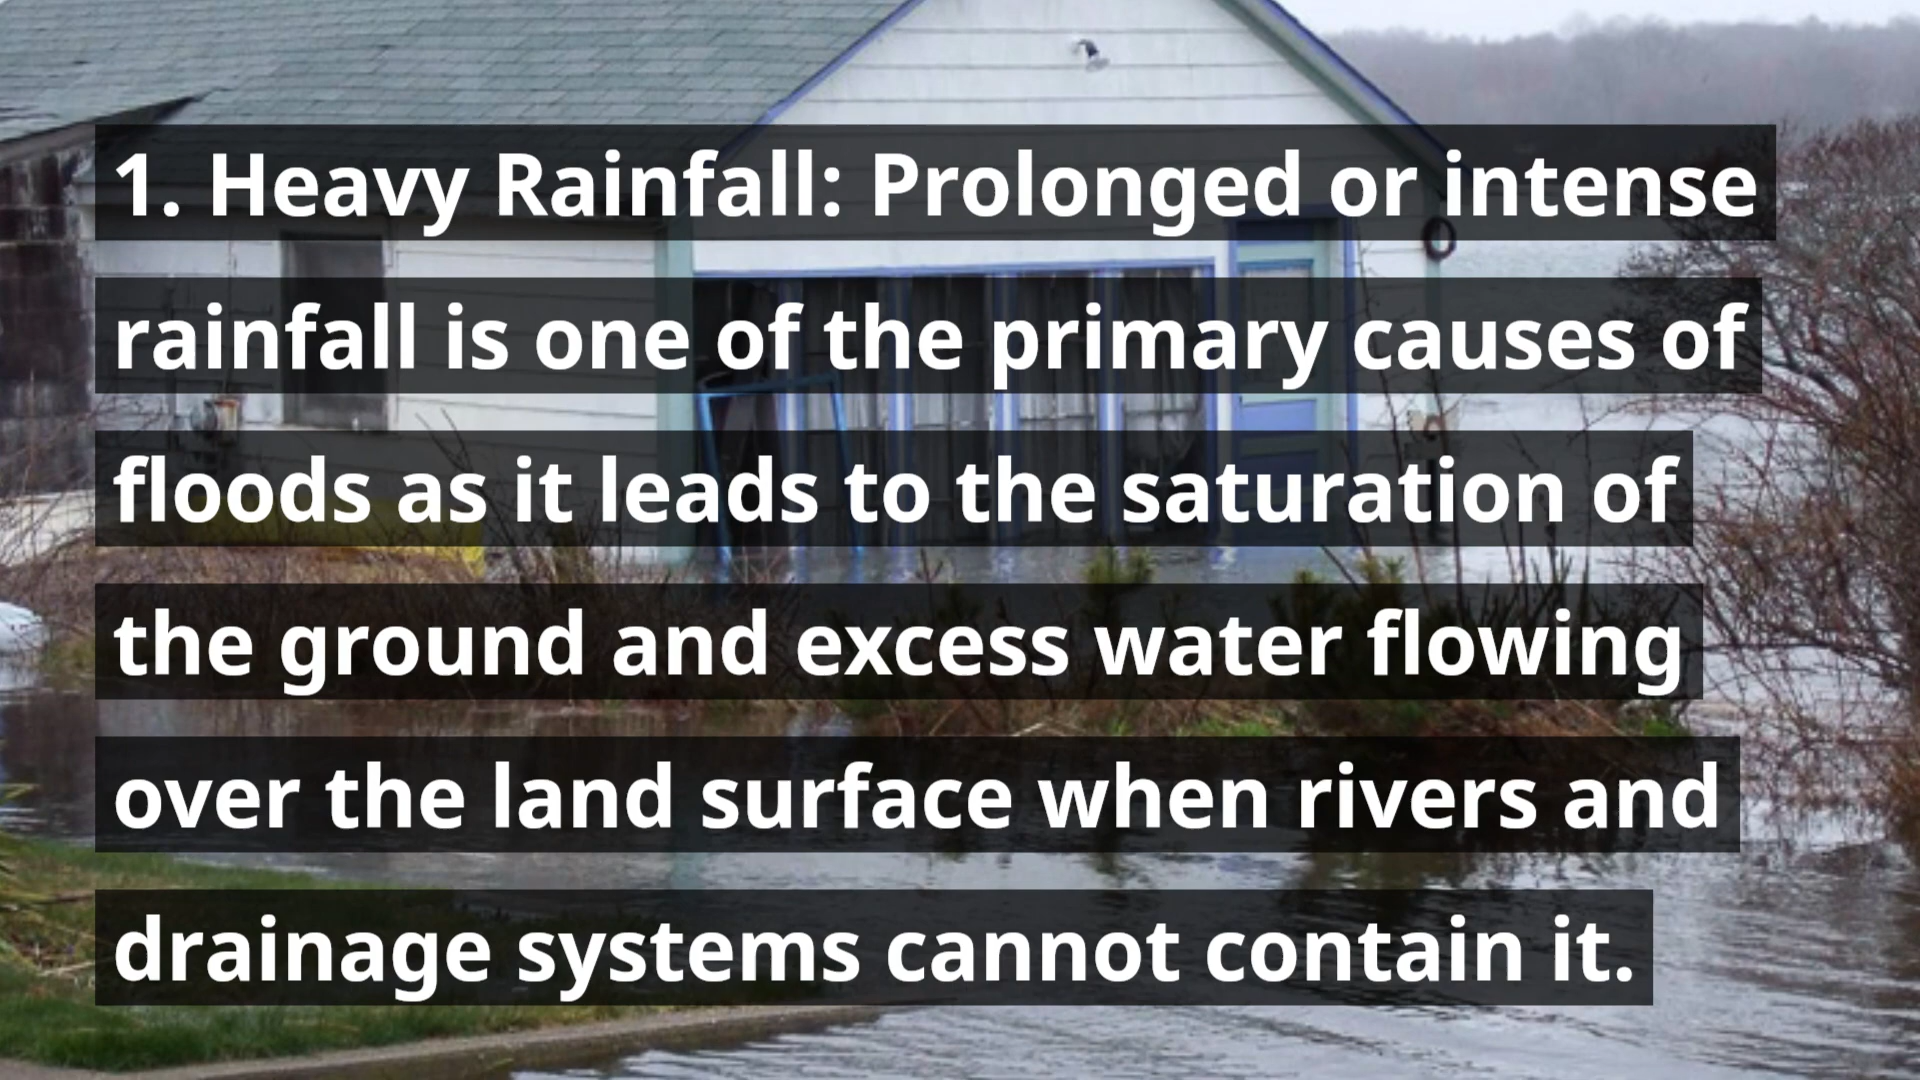 1. Heavy Rainfall: Prolonged or intense
rainfall is one of the primary causes of
floods as it leads to the saturation of
the ground and excess water flowing
over the land surface when rivers and
drainage systems cannot contain it.